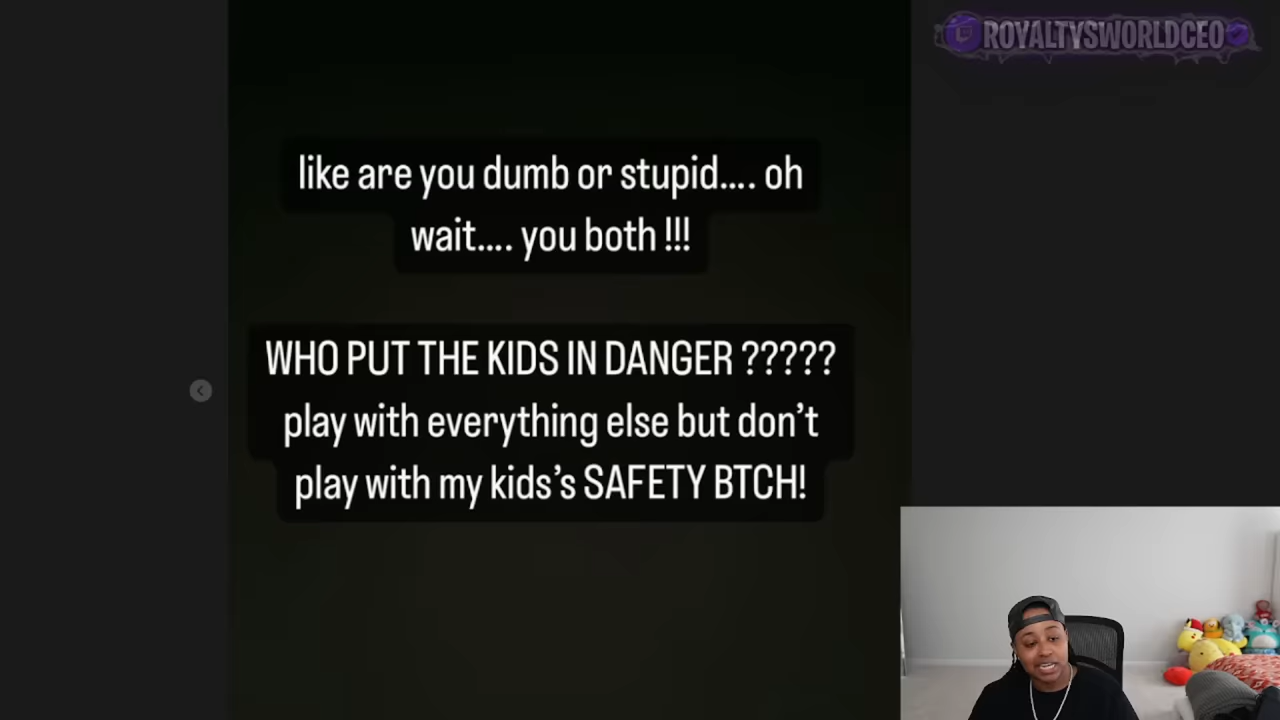 ROYALTYSWORLDCEO
like are you dumb or stupid.... oh
wait.... you both !!!
WHO PUT THE KIDS IN DANGER ?????
play with everything else but don't
play with my kids's SAFETY BTCH!